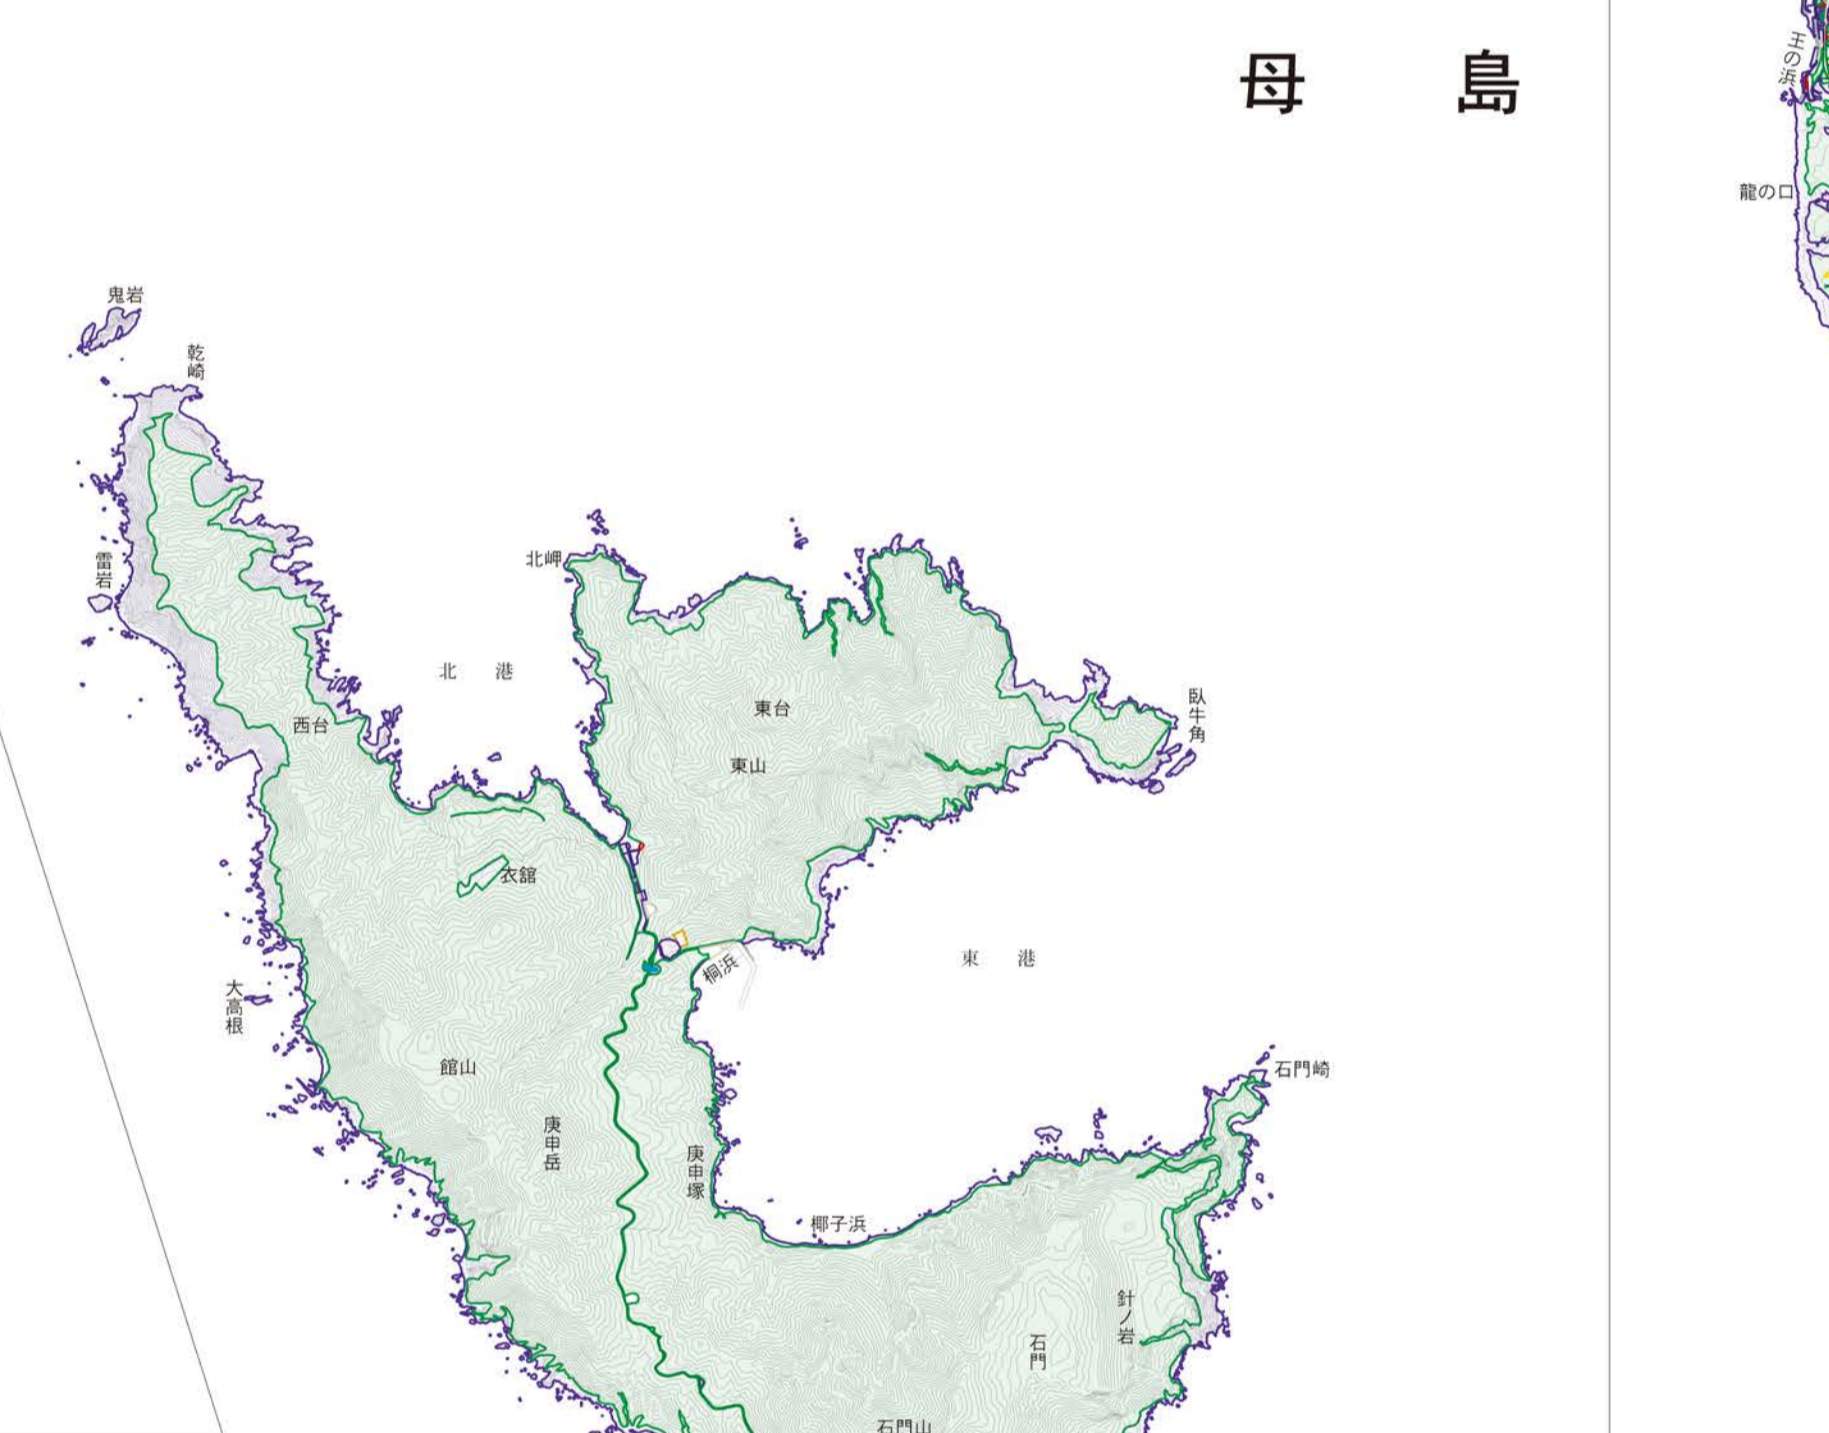 母島
王の浜
龍の口
鬼岩
乾崎
雷岩
北岬
北港
西台
東台
臥牛角
東山
衣舘
東港
桐浜
大高根
館山
石門崎
庚申岳
庚申塚
椰子浜
針ノ岩
石門
石門山